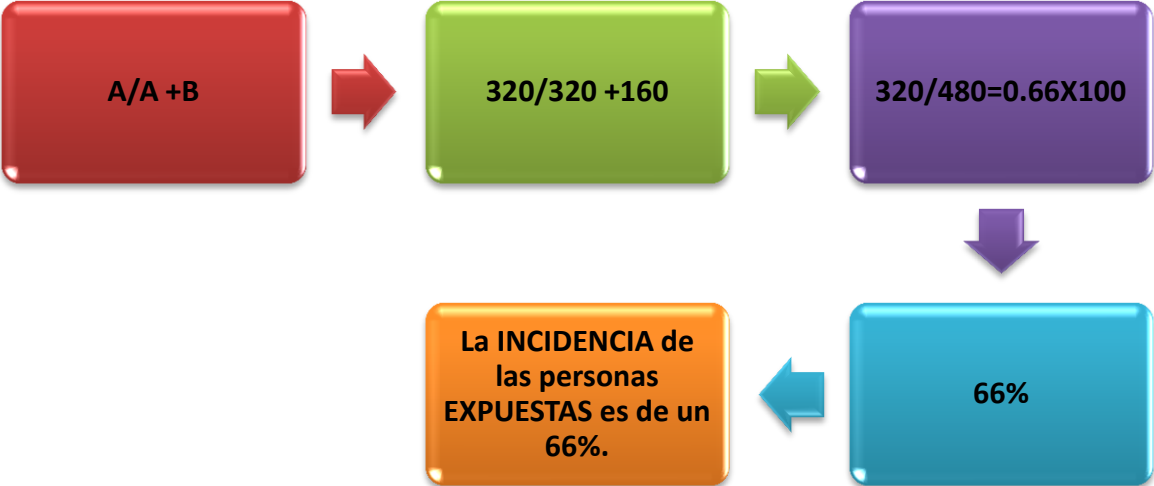 A/A +B
320/320 +160
320/480=0.66X100
66%
La INCIDENCIA de
las personas
EXPUESTAS es de un
66%.